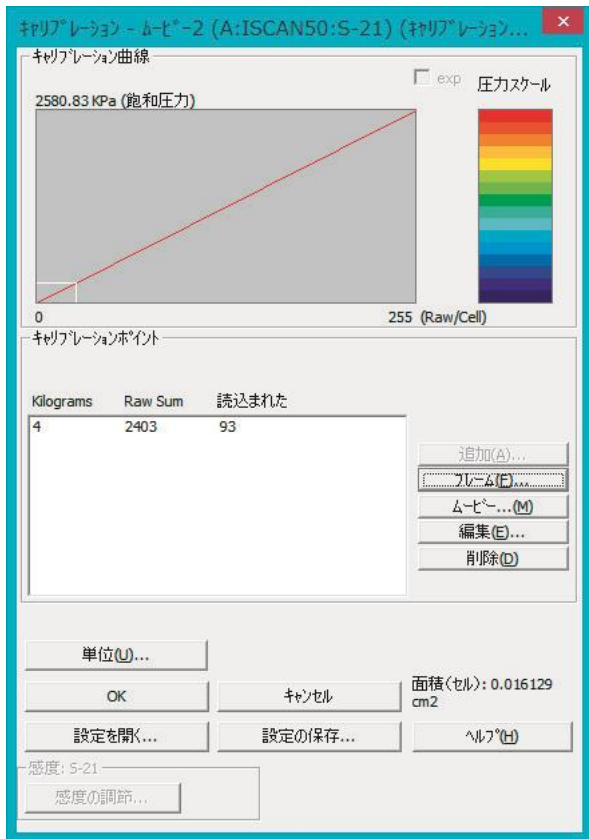 ｷｬﾘﾌﾞﾚｰｼｮﾝ - ﾑｰﾋﾞｰ2 (A:ISCAN50:S-21) (ｷｬﾘﾌﾞﾚｰｼｮﾝ...
ｷｬﾘﾌﾞﾚｰｼｮﾝ曲線
exp
圧力ｽｹｰﾙ
2580.83 KPa (飽和圧力)
0
255 (Raw/Cell)
ｷｬﾘﾌﾞﾚｰｼｮﾝﾎﾟｲﾝﾄ
Kilograms Raw Sum 読込まれた
4 2403 93
追加(A)...
ﾌﾚｰﾑ(F)...
ﾑｰﾋﾞｰ...(M)
編集(E)...
削除(D)
単位(U)...
OK
ｷｬﾝｾﾙ
面積(ｾﾙ): 0.016129
cm2
設定を開く...
設定の保存...
ﾍﾙﾌﾟ(H)
感度: S-21
感度の調節...